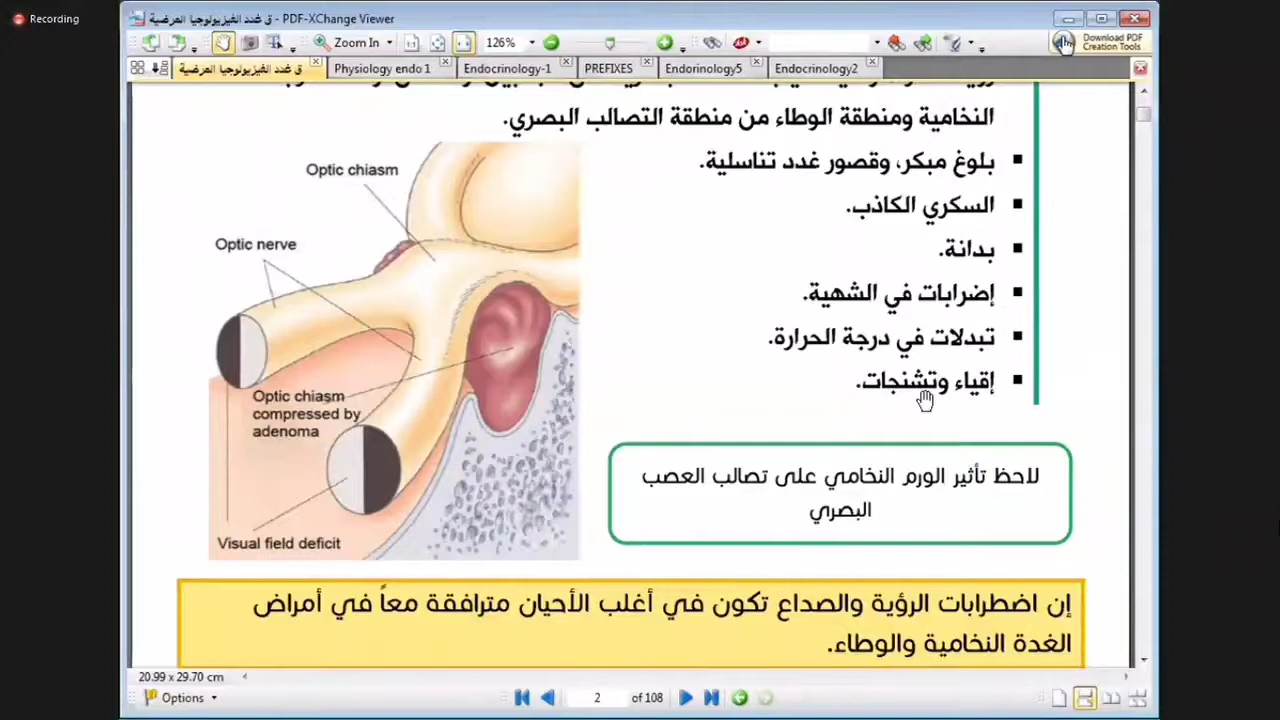 Recording
ق غدد الفيزيولوجيا المرضية - PDF-XChange Viewer
Zoom In
126%
Download PDF
Creation Tools
ق غدد الفيزيولوجيا المرضية
Physiology endo 1
Endocrinology-1
PREFIXES
Endorinology5
Endocrinology2
النخامية ومنطقة الوطاء من منطقة التصالب البصري.
بلوغ مبكر، وقصور غدد تناسلية.
السكري الكاذب.
بدانة.
إضرابات في الشهية.
تبدلات في درجة الحرارة.
إقياء وتشنجات.
Optic chiasm
Optic nerve
Optic chiasm
compressed by
adenoma
Visual field deficit
لاحظ تأثير الورم النخامي على تصالب العصب
البصري
إن اضطرابات الرؤية والصداع تكون في أغلب الأحيان مترافقة معاً في أمراض
الغدة النخامية والوطاء.
20.99 x 29.70 cm
Options
2
of 108